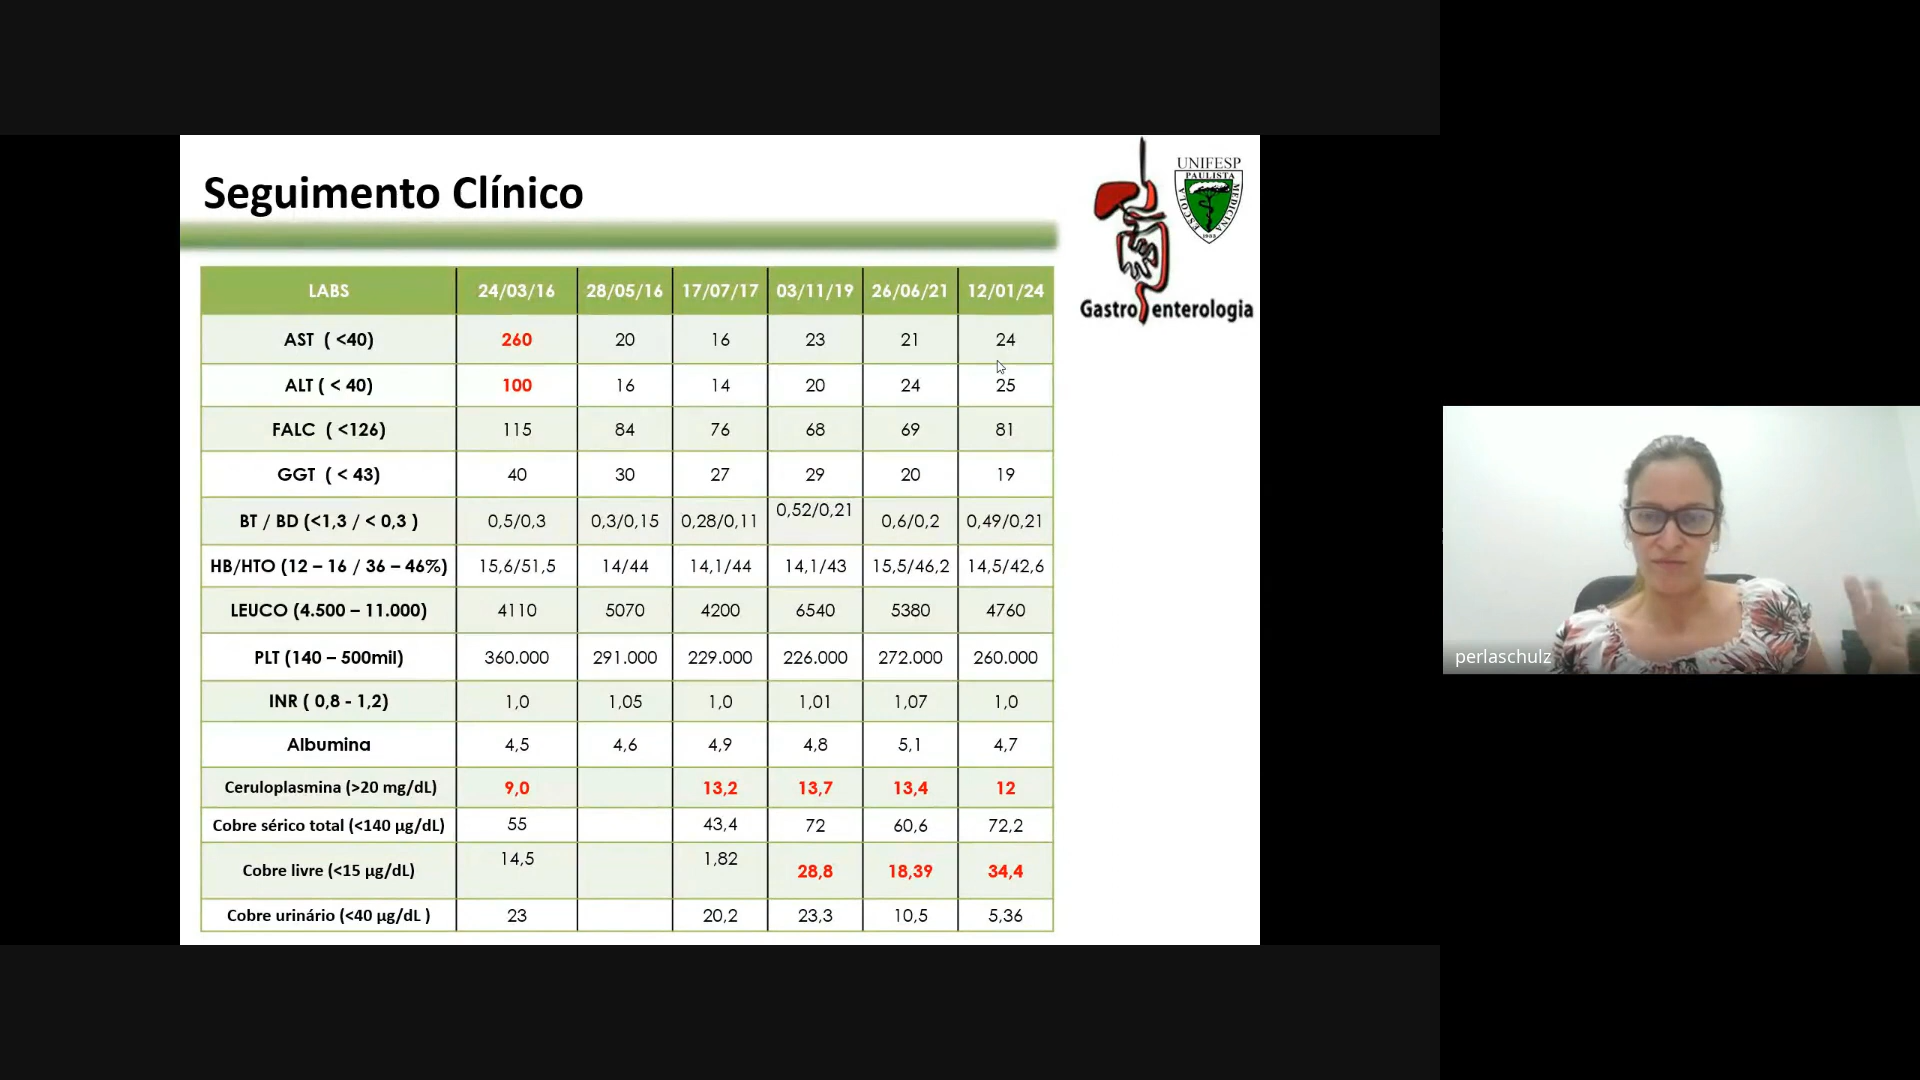 Seguimento Clínico
UNIFESP
PAULISTA
ESCOLA
MEDICINA
1933
Gastroenterologia
LABS 24/03/16 28/05/16 17/07/17 03/11/19 26/06/21 12/01/24
AST ( <40) 260 20 16 23 21 24
ALT ( < 40) 100 16 14 20 24 25
FALC ( <126) 115 84 76 68 69 81
GGT ( < 43) 40 30 27 29 20 19
BT / BD (<1,3 / < 0,3 ) 0,5/0,3 0,3/0,15 0,28/0,11 0,52/0,21 0,6/0,2 0,49/0,21
HB/HTO (12 – 16 / 36 – 46%) 15,6/51,5 14/44 14,1/44 14,1/43 15,5/46,2 14,5/42,6
LEUCO (4.500 – 11.000) 4110 5070 4200 6540 5380 4760
PLT (140 – 500mil) 360.000 291.000 229.000 226.000 272.000 260.000
INR ( 0,8 - 1,2) 1,0 1,05 1,0 1,01 1,07 1,0
Albumina 4,5 4,6 4,9 4,8 5,1 4,7
Ceruloplasmina (>20 mg/dL) 9,0 13,2 13,7 13,4 12
Cobre sérico total (<140 µg/dL) 55 43,4 72 60,6 72,2
Cobre livre (<15 µg/dL) 14,5 1,82 28,8 18,39 34,4
Cobre urinário (<40 µg/dL ) 23 20,2 23,3 10,5 5,36
perlaschulz